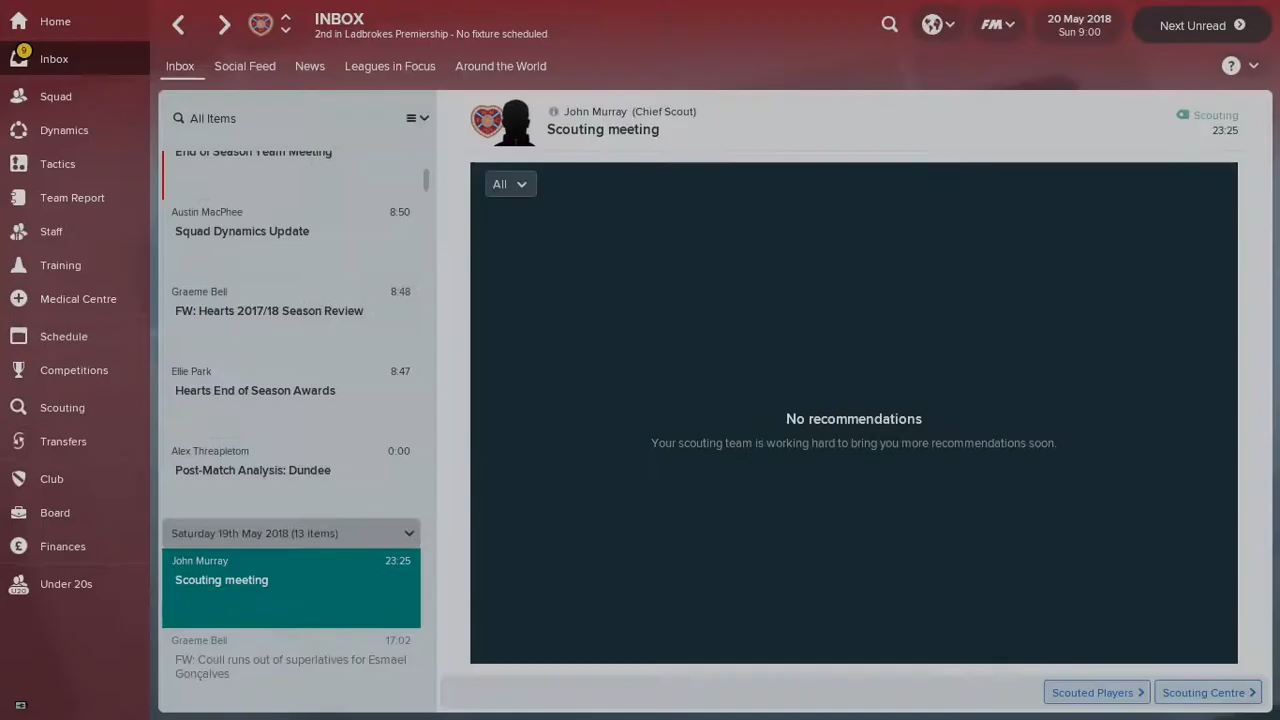 Home
9
Inbox
Squad
Dynamics
Tactics
Team Report
Staff
Training
Medical Centre
Schedule
Competitions
Scouting
Transfers
Club
Board
Finances
U20
Under 20s
INBOX
2nd in Ladbrokes Premiership - No fixture scheduled
FM
20 May 2018
Sun 9:00
Next Unread
Inbox
Social Feed
News
Leagues in Focus
Around the World
?
All Items
End of Season Team Meeting
Austin MacPhee 8:50
Squad Dynamics Update
Graeme Bell 8:48
FW: Hearts 2017/18 Season Review
Ellie Park 8:47
Hearts End of Season Awards
Alex Threapletom 0:00
Post-Match Analysis: Dundee
Saturday 19th May 2018 (13 items)
John Murray 23:25
Scouting meeting
Graeme Bell 17:02
FW: Coull runs out of superlatives for Esmael
Gonçalves
John Murray (Chief Scout)
Scouting meeting
Scouting
23:25
All
No recommendations
Your scouting team is working hard to bring you more recommendations soon.
Scouted Players
Scouting Centre